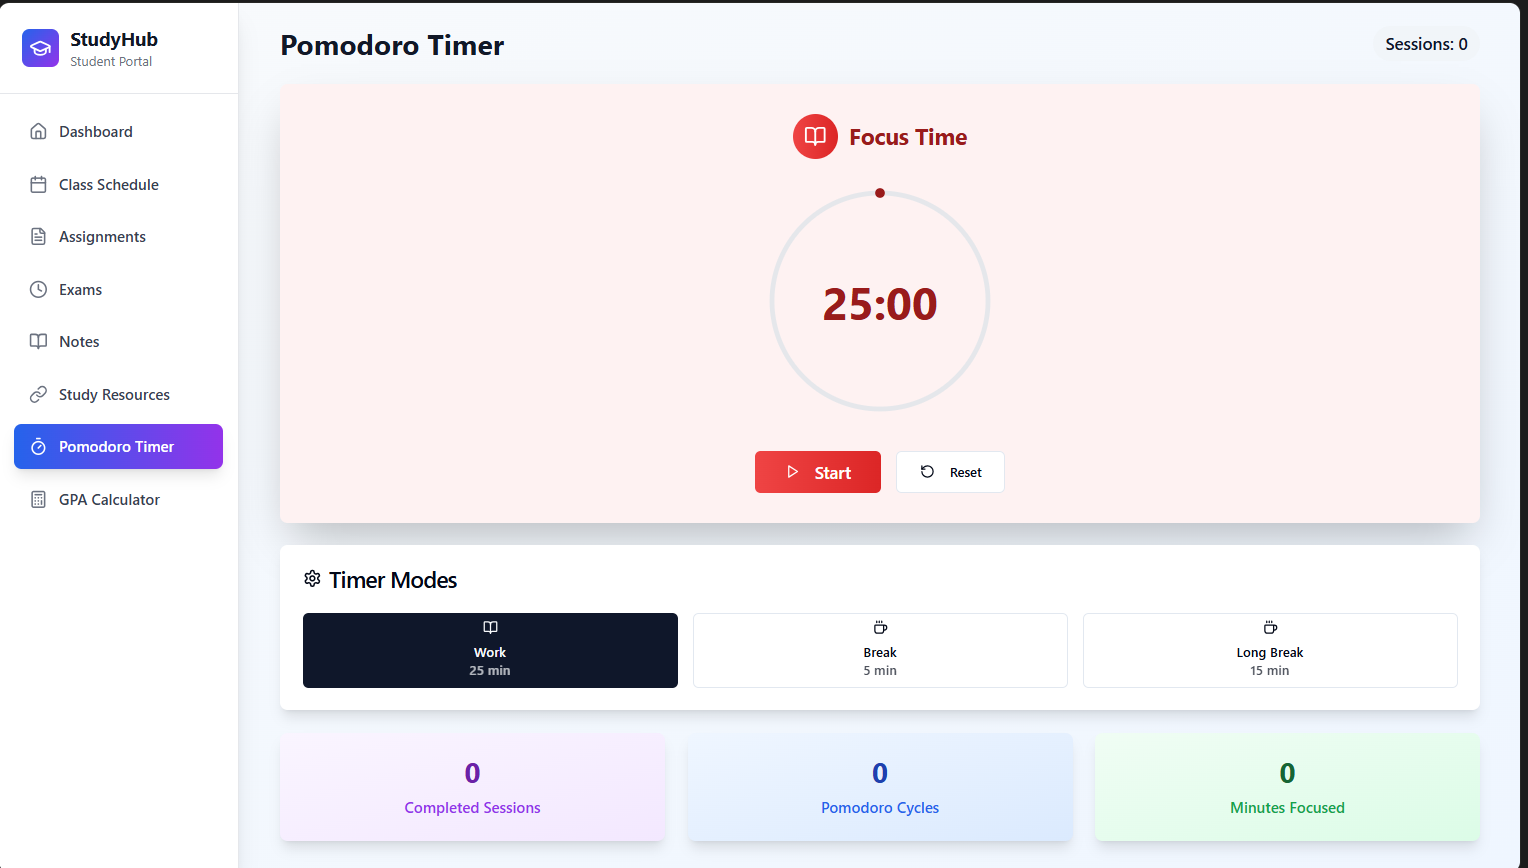 StudyHub
Student Portal
Dashboard
Class Schedule
Assignments
Exams
Notes
Study Resources
Pomodoro Timer
GPA Calculator
Pomodoro Timer
Sessions: 0
Focus Time
25:00
Start
Reset
Timer Modes
Work
25 min
Break
5 min
Long Break
15 min
0
Completed Sessions
0
Pomodoro Cycles
0
Minutes Focused